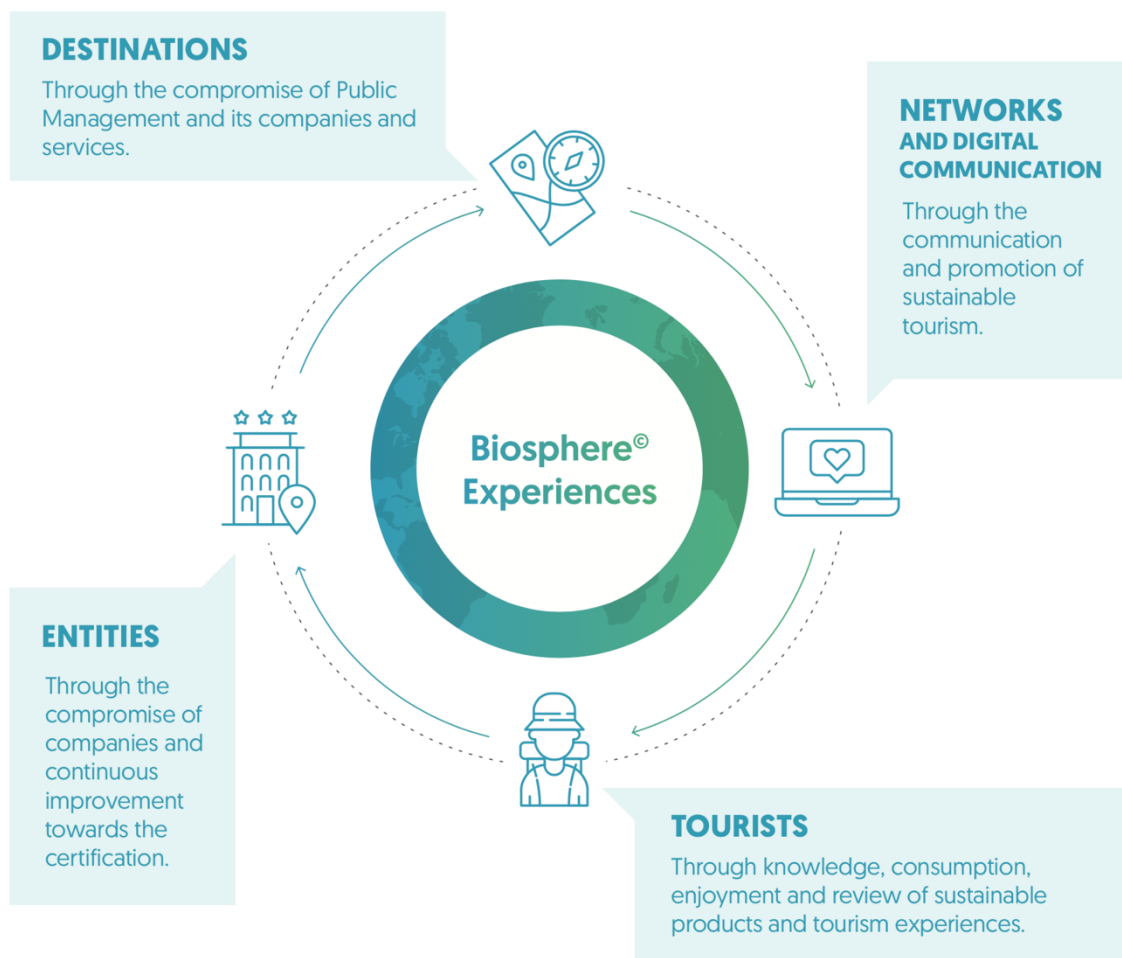 DESTINATIONS
Through the compromise of Public
Management and its companies and
services.
NETWORKS
AND DIGITAL
COMMUNICATION
Through the
communication
and promotion of
sustainable
tourism.
Biosphere©
Experiences
ENTITIES
Through the
compromise of
companies and
continuous
improvement
towards the
certification.
TOURISTS
Through knowledge, consumption,
enjoyment and review of sustainable
products and tourism experiences.